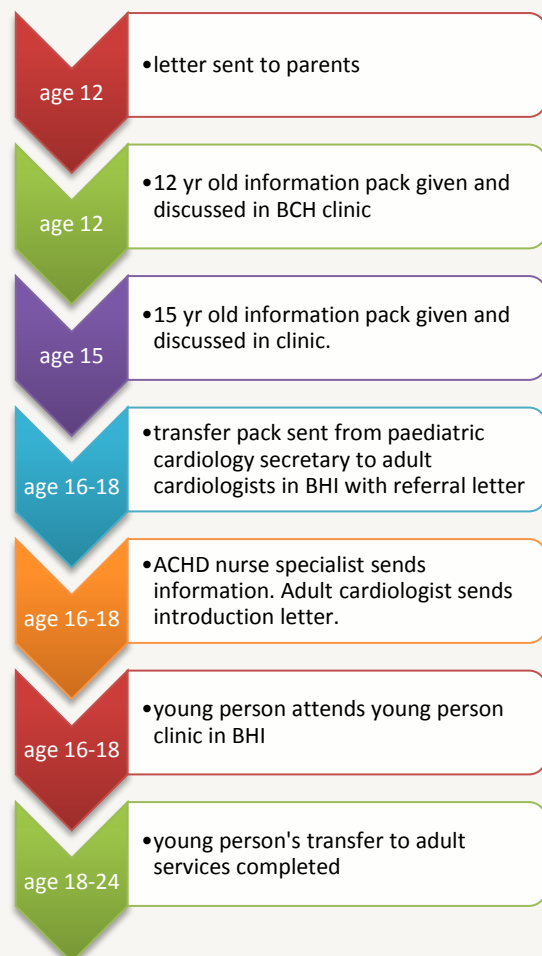 age 12
•letter sent to parents
age 12
•12 yr old information pack given and
discussed in BCH clinic
age 15
•15 yr old information pack given and
discussed in clinic.
age 16-18
•transfer pack sent from paediatric
cardiology secretary to adult
cardiologists in BHI with referral letter
age 16-18
•ACHD nurse specialist sends
information. Adult cardiologist sends
introduction letter.
age 16-18
•young person attends young person
clinic in BHI
age 18-24
•young person's transfer to adult
services completed